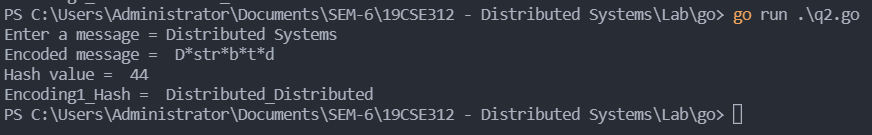 PS C:\Users\Administrator\Documents\SEM-6\19CSE312 - Distributed Systems\Lab\go> go run .\q2.go
Enter a message = Distributed Systems
Encoded message =  D*str*b*t*d
Hash value =  44
Encoding1_Hash =  Distributed_Distributed
PS C:\Users\Administrator\Documents\SEM-6\19CSE312 - Distributed Systems\Lab\go>